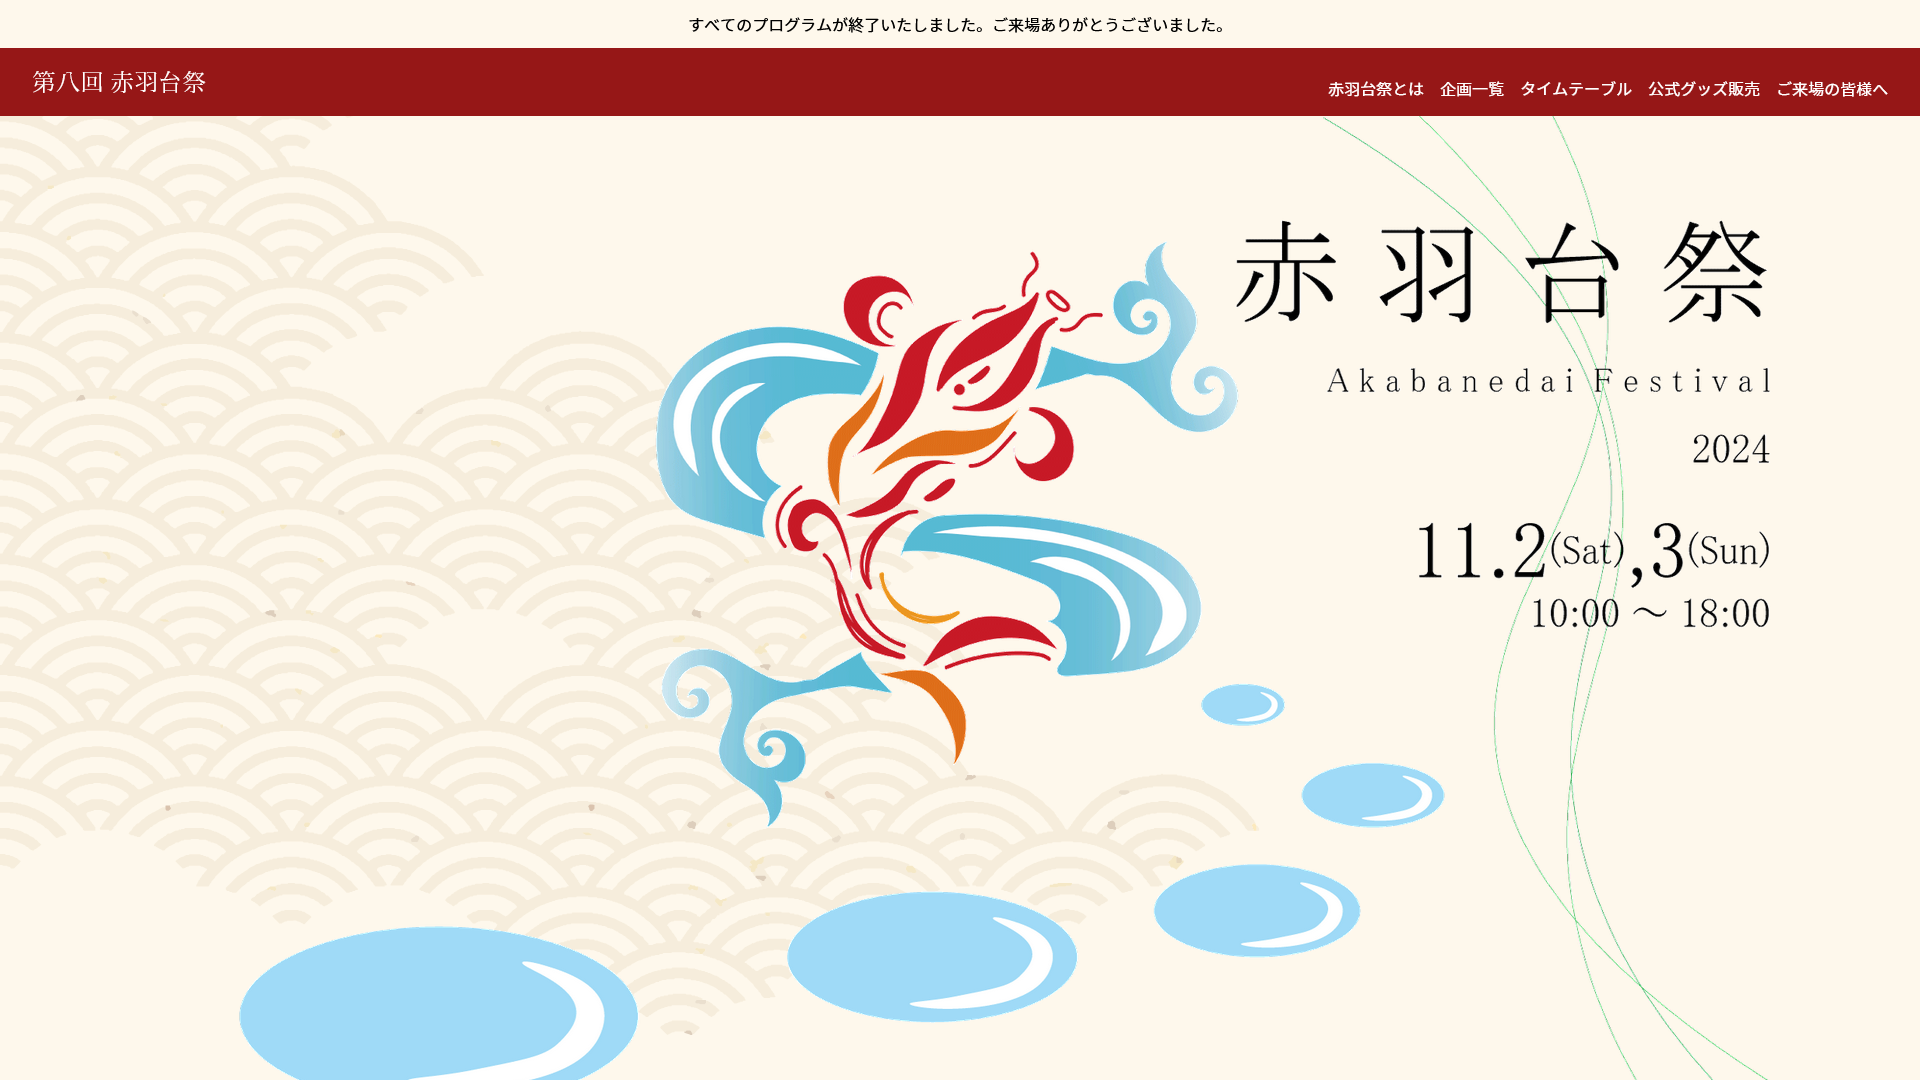 すべてのプログラムが終了いたしました。ご来場ありがとうございました。
第八回 赤羽台祭
赤羽台祭とは 企画一覧 タイムテーブル 公式グッズ販売 ご来場の皆様へ
赤羽台祭
Akabanedai Festival
2024
11.2(Sat),3(Sun)
10:00 〜 18:00